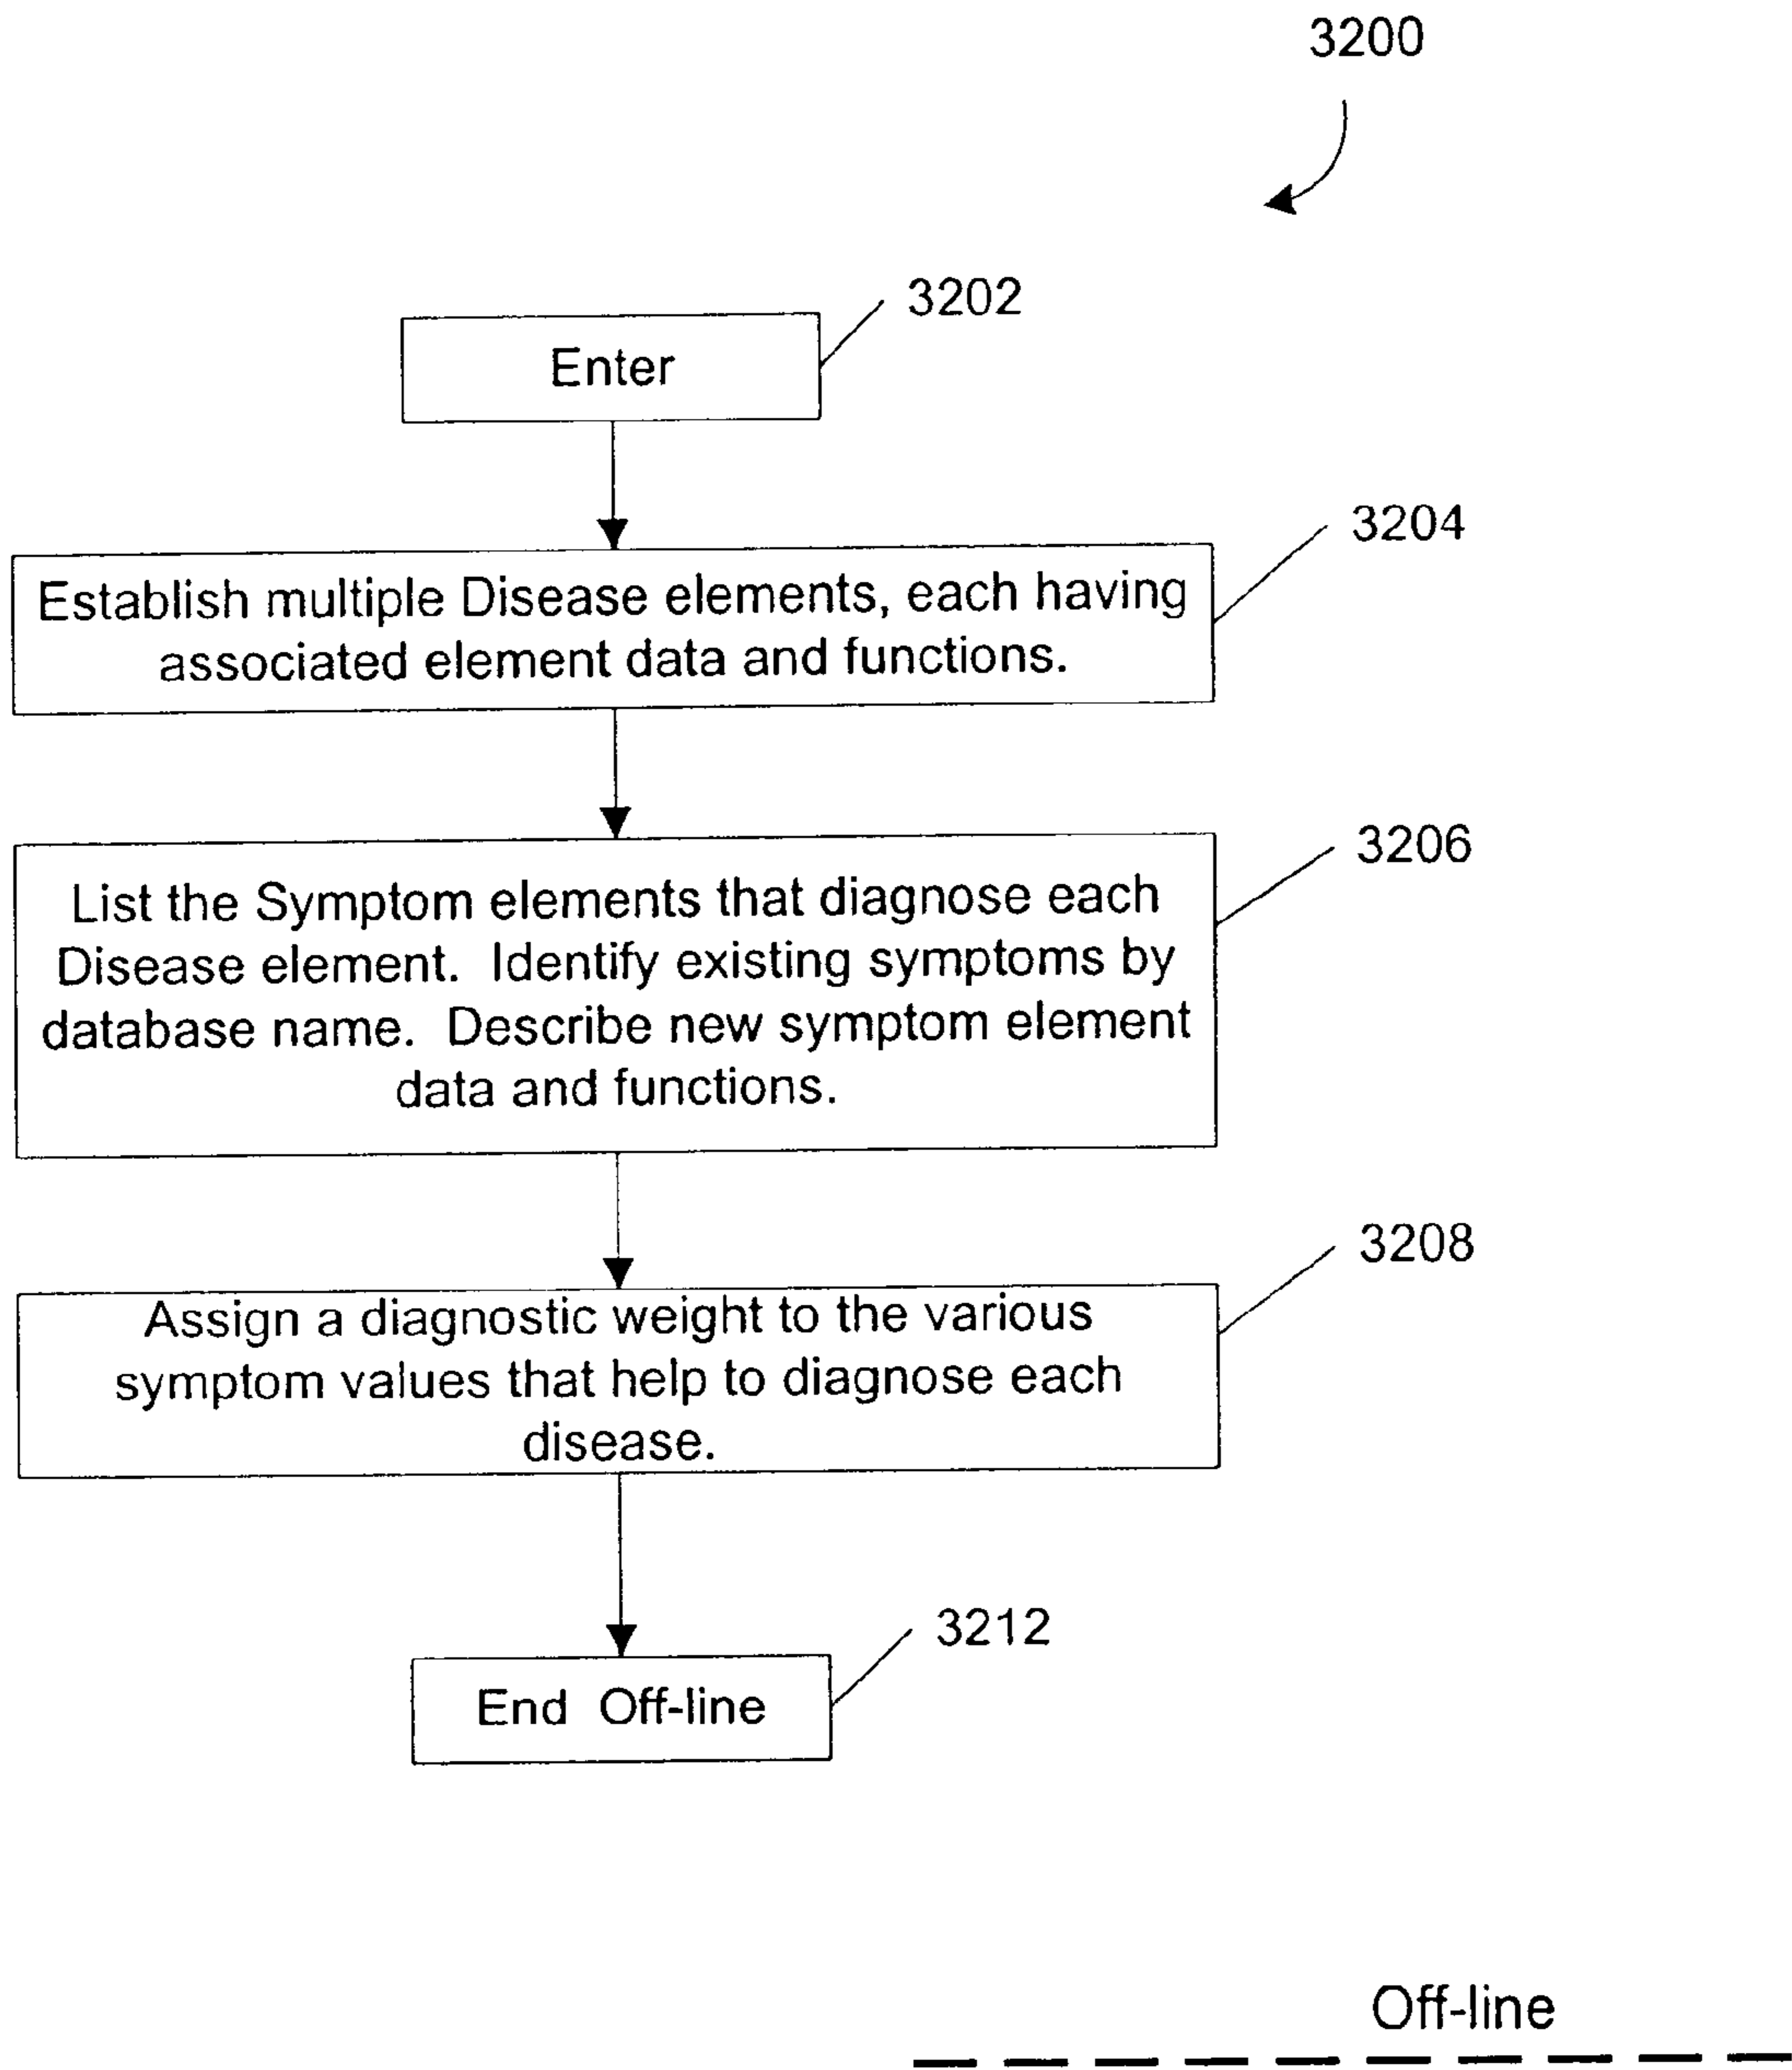 3200
3202
Enter
3204
Establish multiple Disease elements, each having
associated element data and functions.
3206
List the Symptom elements that diagnose each
Disease element. Identify existing symptoms by
database name. Describe new symptom element
data and functions.
3208
Assign a diagnostic weight to the various
symptom values that help to diagnose each
disease.
3212
End Off-line
Off-line